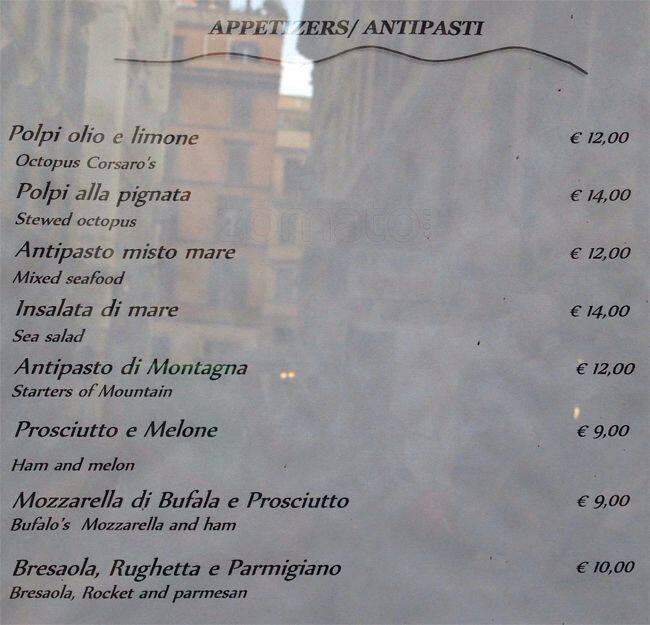 APPETIZERS/ ANTIPASTI
Polpi olio e limone € 12,00
Octopus Corsaro's
Polpi alla pignata € 14,00
Stewed octopus
zomato
Antipasto misto mare € 12,00
Mixed seafood
Insalata di mare € 14,00
Sea salad
Antipasto di Montagna € 12,00
Starters of Mountain
Prosciutto e Melone € 9,00
Ham and melon
Mozzarella di Bufala e Prosciutto € 9,00
Bufalo's Mozzarella and ham
Bresaola, Rughetta e Parmigiano € 10,00
Bresaola, Rocket and parmesan